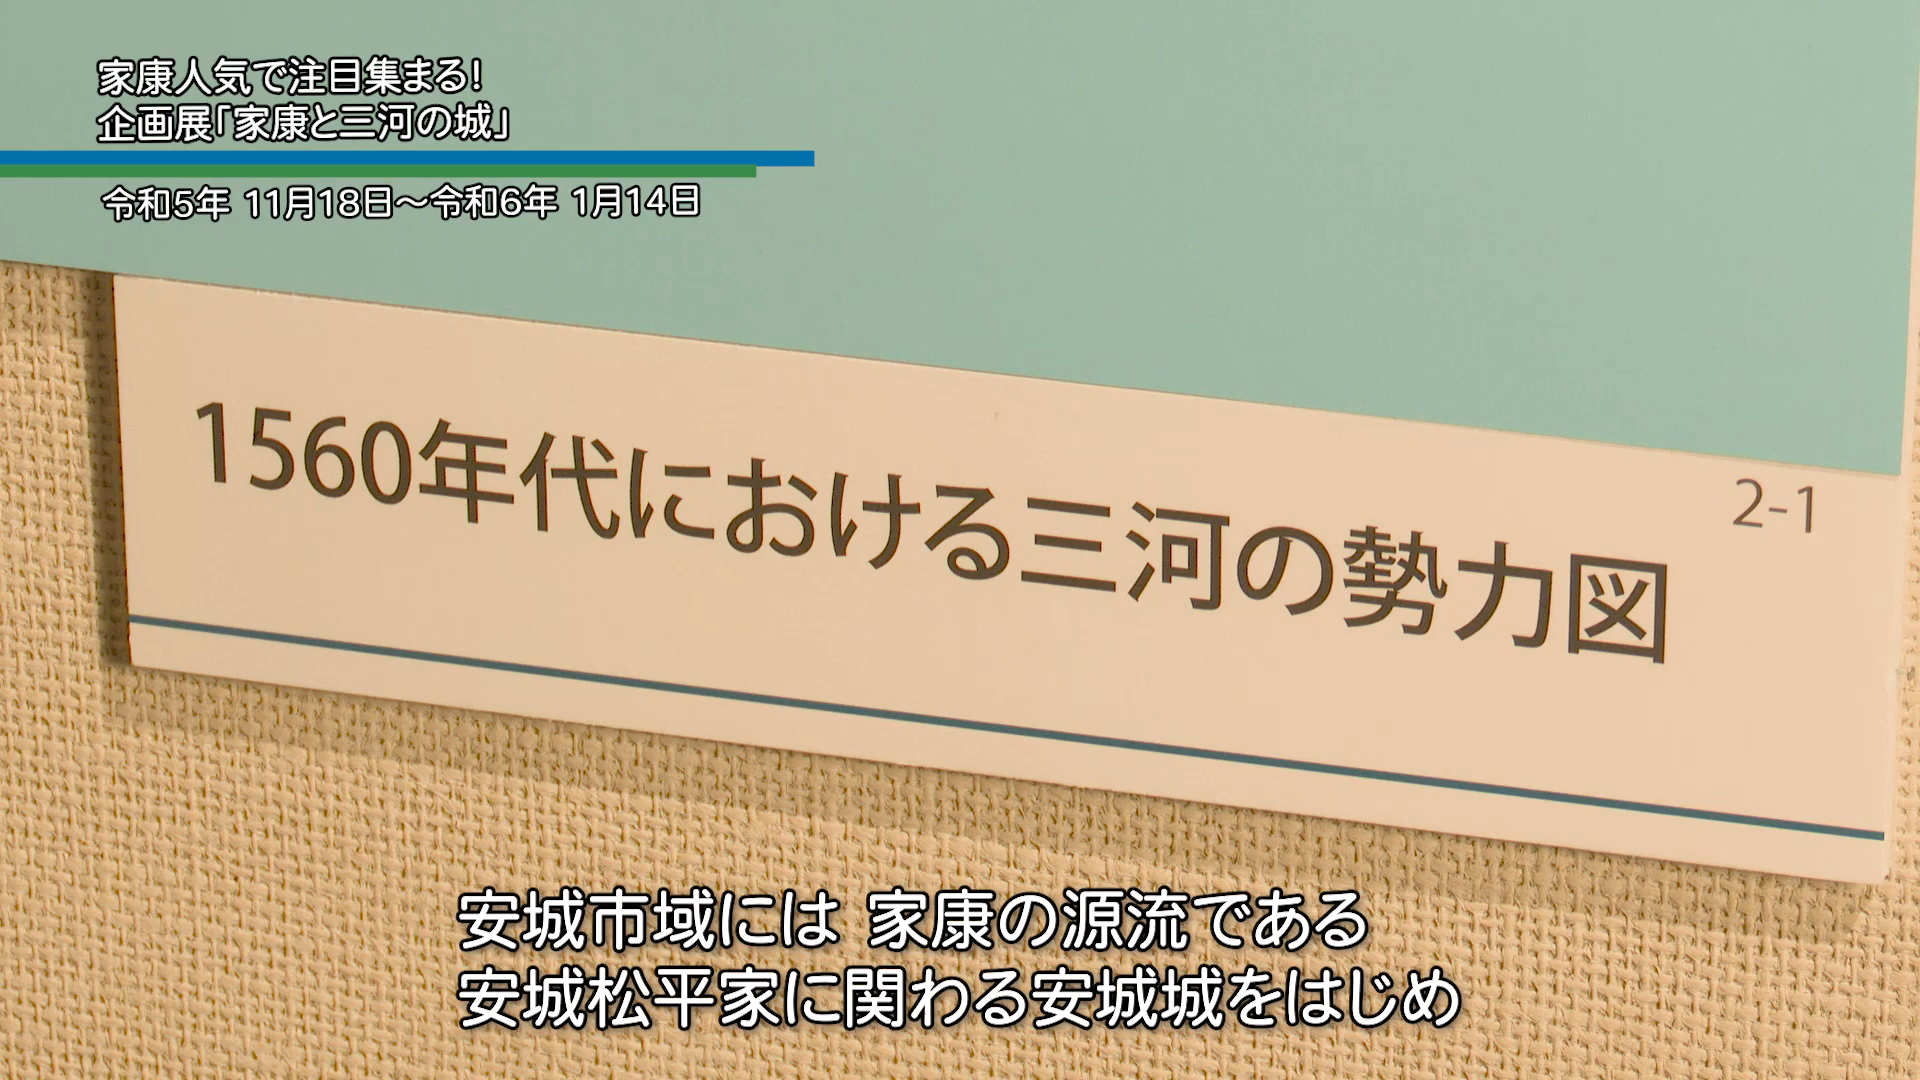 家康人気で注目集まる！
企画展「家康と三河の城」
令和5年 11月18日～令和6年 1月14日
1560年代における三河の勢力図
2-1
安城市域には 家康の源流である
安城松平家に関わる安城城をはじめ